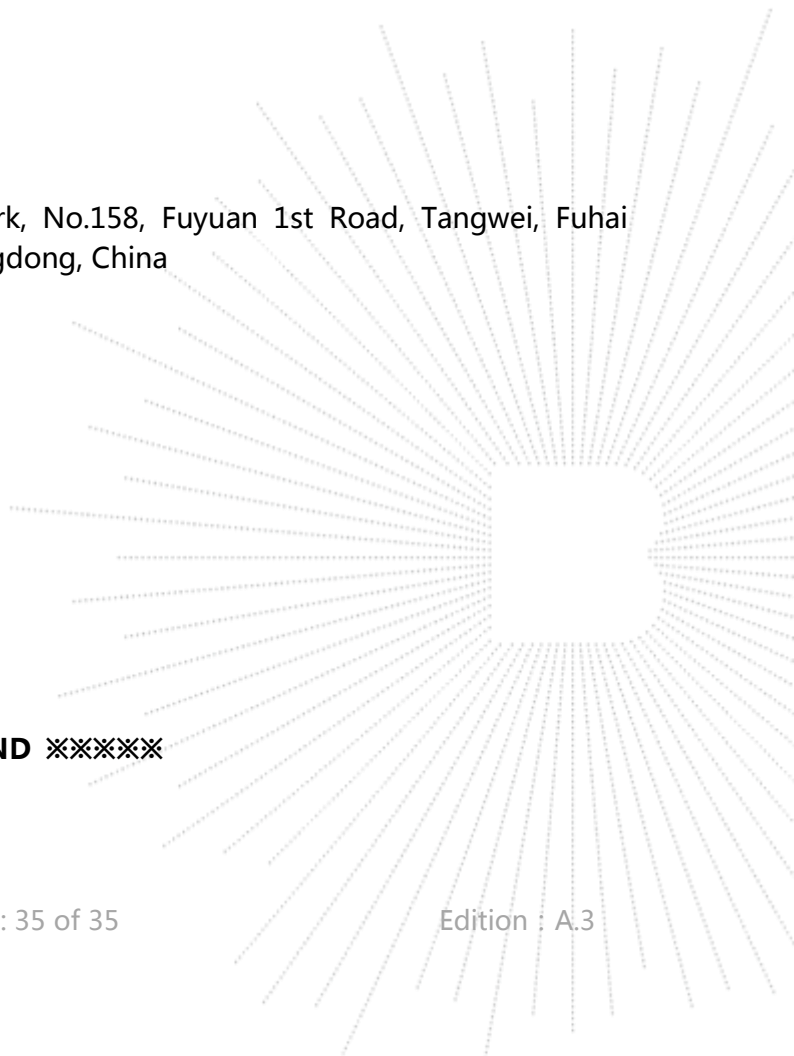 rk, No.158, Fuyuan 1st Road, Tangwei, Fuhai
gdong, China
ND ※※※※※
: 35 of 35 Edition : A.3